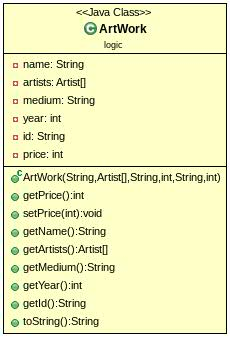 <<Java Class>>
ArtWork
logic
name: String
artists: Artist[]
medium: String
year: int
id: String
price: int
ArtWork(String,Artist[],String,int,String,int)
getPrice():int
setPrice(int):void
getName():String
getArtists():Artist[]
getMedium():String
getYear():int
getId():String
toString():String